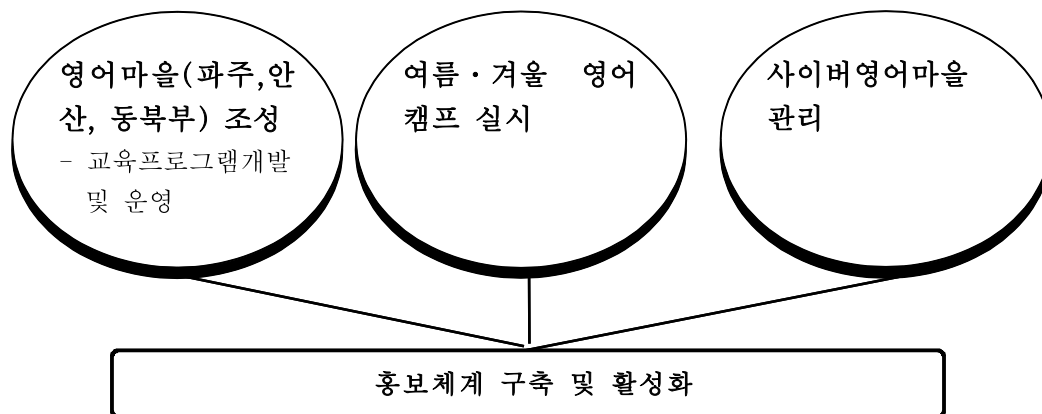 영어마을(파주,안
산, 동북부) 조성
- 교육프로그램개발
및 운영
여름·겨울 영어
캠프 실시
사이버영어마을
관리
홍보체계 구축 및 활성화